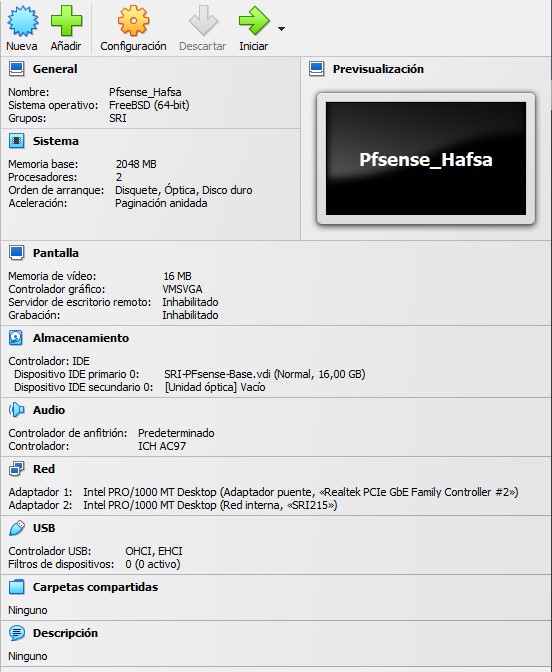 Nueva Añadir Configuración Descartar Iniciar
General
Nombre: Pfsense_Hafsa
Sistema operativo: FreeBSD (64-bit)
Grupos: SRI
Sistema
Memoria base: 2048 MB
Procesadores: 2
Orden de arranque: Disquete, Óptica, Disco duro
Aceleración: Paginación anidada
Previsualización
Pfsense_Hafsa
Pantalla
Memoria de vídeo: 16 MB
Controlador gráfico: VMSVGA
Servidor de escritorio remoto: Inhabilitado
Grabación: Inhabilitado
Almacenamiento
Controlador: IDE
Dispositivo IDE primario 0: SRI-PFsense-Base.vdi (Normal, 16,00 GB)
Dispositivo IDE secundario 0: [Unidad óptica] Vacío
Audio
Controlador de anfitrión: Predeterminado
Controlador: ICH AC97
Red
Adaptador 1: Intel PRO/1000 MT Desktop (Adaptador puente, «Realtek PCIe GbE Family Controller #2»)
Adaptador 2: Intel PRO/1000 MT Desktop (Red interna, «SRI215»)
USB
Controlador USB: OHCI, EHCI
Filtros de dispositivos: 0 (0 activo)
Carpetas compartidas
Ninguno
Descripción
Ninguno